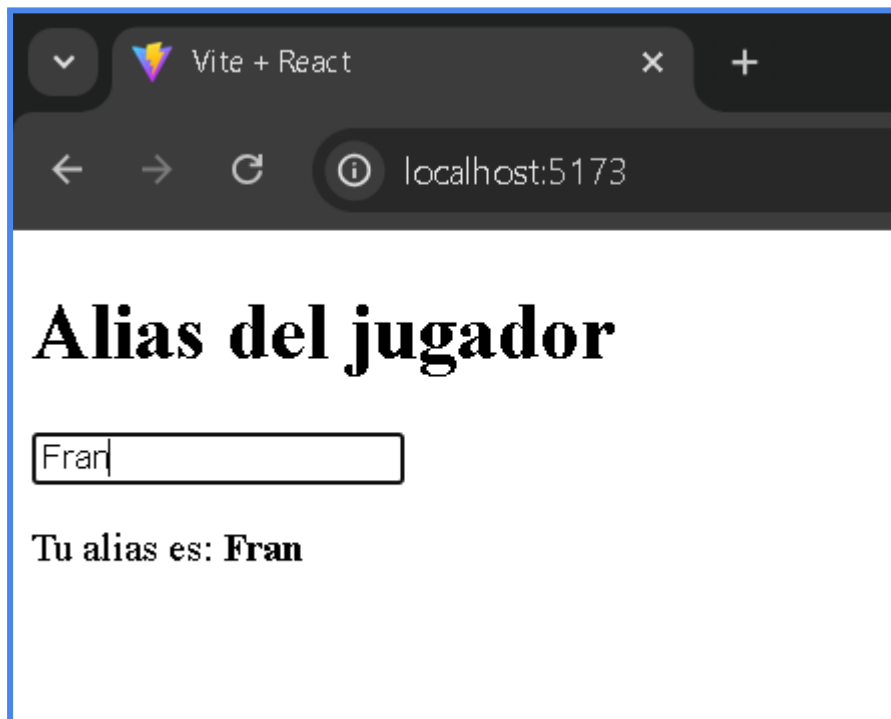 Vite + React
localhost:5173
Alias del jugador
Fran
Tu alias es: Fran